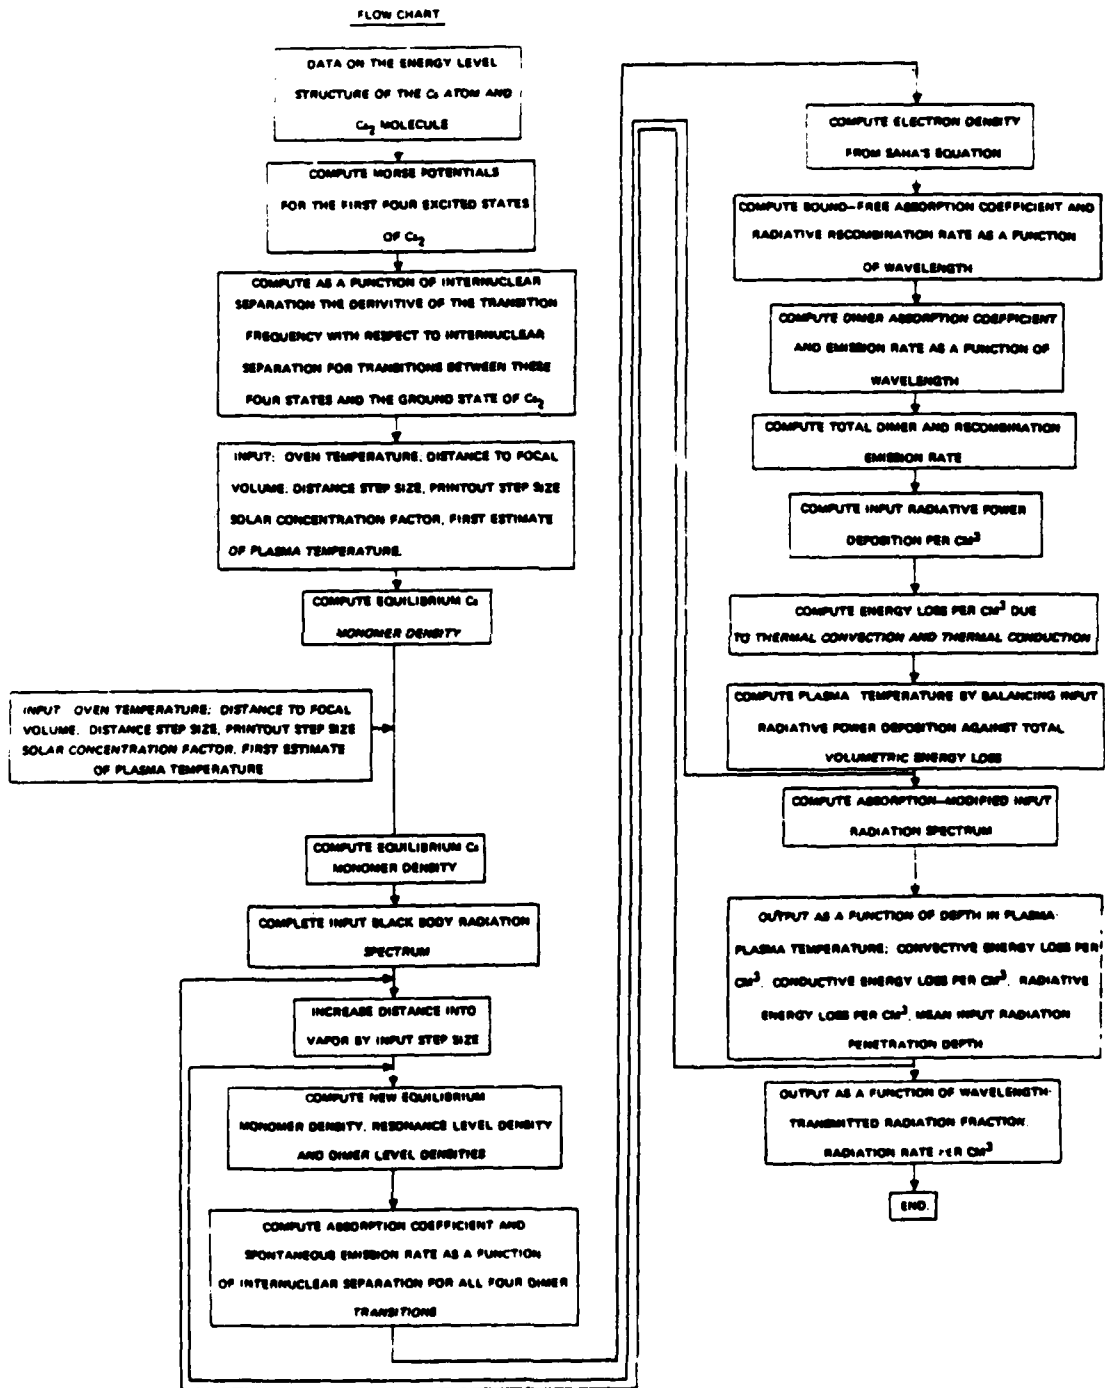 FLOW CHART
DATA ON THE ENERGY LEVEL
STRUCTURE OF THE Cs ATOM AND
Cs2 MOLECULE
COMPUTE MORSE POTENTIALS
FOR THE FIRST FOUR EXCITED STATES
OF Cs2
COMPUTE AS A FUNCTION OF INTERNUCLEAR
SEPARATION THE DERIVITIVE OF THE TRANSITION
FREQUENCY WITH RESPECT TO INTERNUCLEAR
SEPARATION FOR TRANSITIONS BETWEEN THESE
FOUR STATES AND THE GROUND STATE OF Cs2
INPUT: OVEN TEMPERATURE, DISTANCE TO FOCAL
VOLUME, DISTANCE STEP SIZE, PRINTOUT STEP SIZE
SOLAR CONCENTRATION FACTOR, FIRST ESTIMATE
OF PLASMA TEMPERATURE.
COMPUTE EQUILIBRIUM Cs
MONOMER DENSITY
INPUT OVEN TEMPERATURE; DISTANCE TO FOCAL
VOLUME, DISTANCE STEP SIZE, PRINTOUT STEP SIZE
SOLAR CONCENTRATION FACTOR, FIRST ESTIMATE
OF PLASMA TEMPERATURE
COMPUTE EQUILIBRIUM Cs
MONOMER DENSITY
COMPLETE INPUT BLACK BODY RADIATION
SPECTRUM
INCREASE DISTANCE INTO
VAPOR BY INPUT STEP SIZE
COMPUTE NEW EQUILIBRIUM
MONOMER DENSITY, RESONANCE LEVEL DENSITY
AND DIMER LEVEL DENSITIES
COMPUTE ABSORPTION COEFFICIENT AND
SPONTANEOUS EMISSION RATE AS A FUNCTION
OF INTERNUCLEAR SEPARATION FOR ALL FOUR DIMER
TRANSITIONS
COMPUTE ELECTRON DENSITY
FROM SAHA'S EQUATION
COMPUTE BOUND-FREE ABSORPTION COEFFICIENT AND
RADIATIVE RECOMBINATION RATE AS A FUNCTION
OF WAVELENGTH
COMPUTE DIMER ABSORPTION COEFFICIENT
AND EMISSION RATE AS A FUNCTION OF
WAVELENGTH
COMPUTE TOTAL DIMER AND RECOMBINATION
EMISSION RATE
COMPUTE INPUT RADIATIVE POWER
DEPOSITION PER CM³
COMPUTE ENERGY LOSS PER CM³ DUE
TO THERMAL CONVECTION AND THERMAL CONDUCTION
COMPUTE PLASMA TEMPERATURE BY BALANCING INPUT
RADIATIVE POWER DEPOSITION AGAINST TOTAL
VOLUMETRIC ENERGY LOSS
COMPUTE ABSORPTION-MODIFIED INPUT
RADIATION SPECTRUM
OUTPUT AS A FUNCTION OF DEPTH IN PLASMA-
PLASMA TEMPERATURE; CONVECTIVE ENERGY LOSS PER
CM³, CONDUCTIVE ENERGY LOSS PER CM³, RADIATIVE
ENERGY LOSS PER CM³, MEAN INPUT RADIATION
PENETRATION DEPTH
OUTPUT AS A FUNCTION OF WAVELENGTH-
TRANSMITTED RADIATION FRACTION,
RADIATION RATE PER CM³
END.